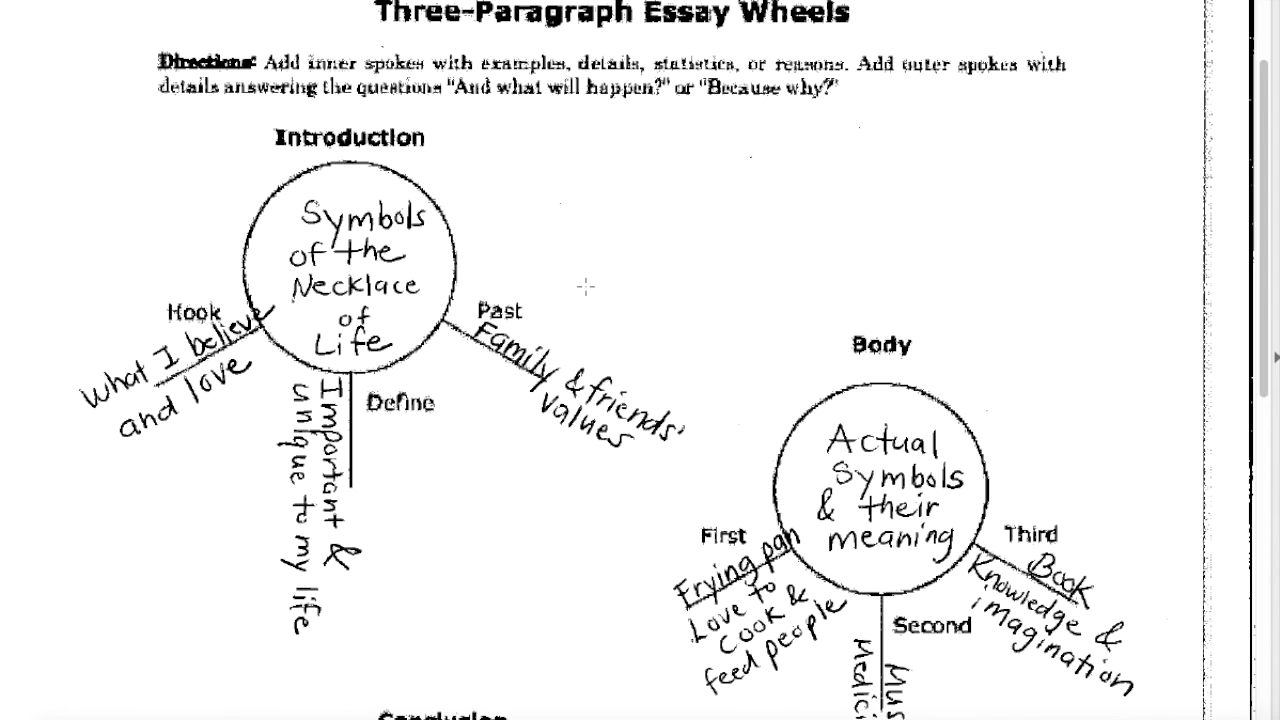 Three-Paragraph Essay Wheels
Directions: Add inner spokes with examples, details, statistics, or reasons. Add outer spokes with
details answering the questions "And what will happen?" or "Because why?"
Introduction
Symbols
of the
Necklace
of
Life
Hook
What I believe
and love
Define
Important &
unique to my life
Past
Family & friends'
values
Body
Actual
Symbols
& their
meaning
First
Frying pan
Love to
cook &
feed people
Second
Third
Book
Knowledge &
imagination
Conclusion